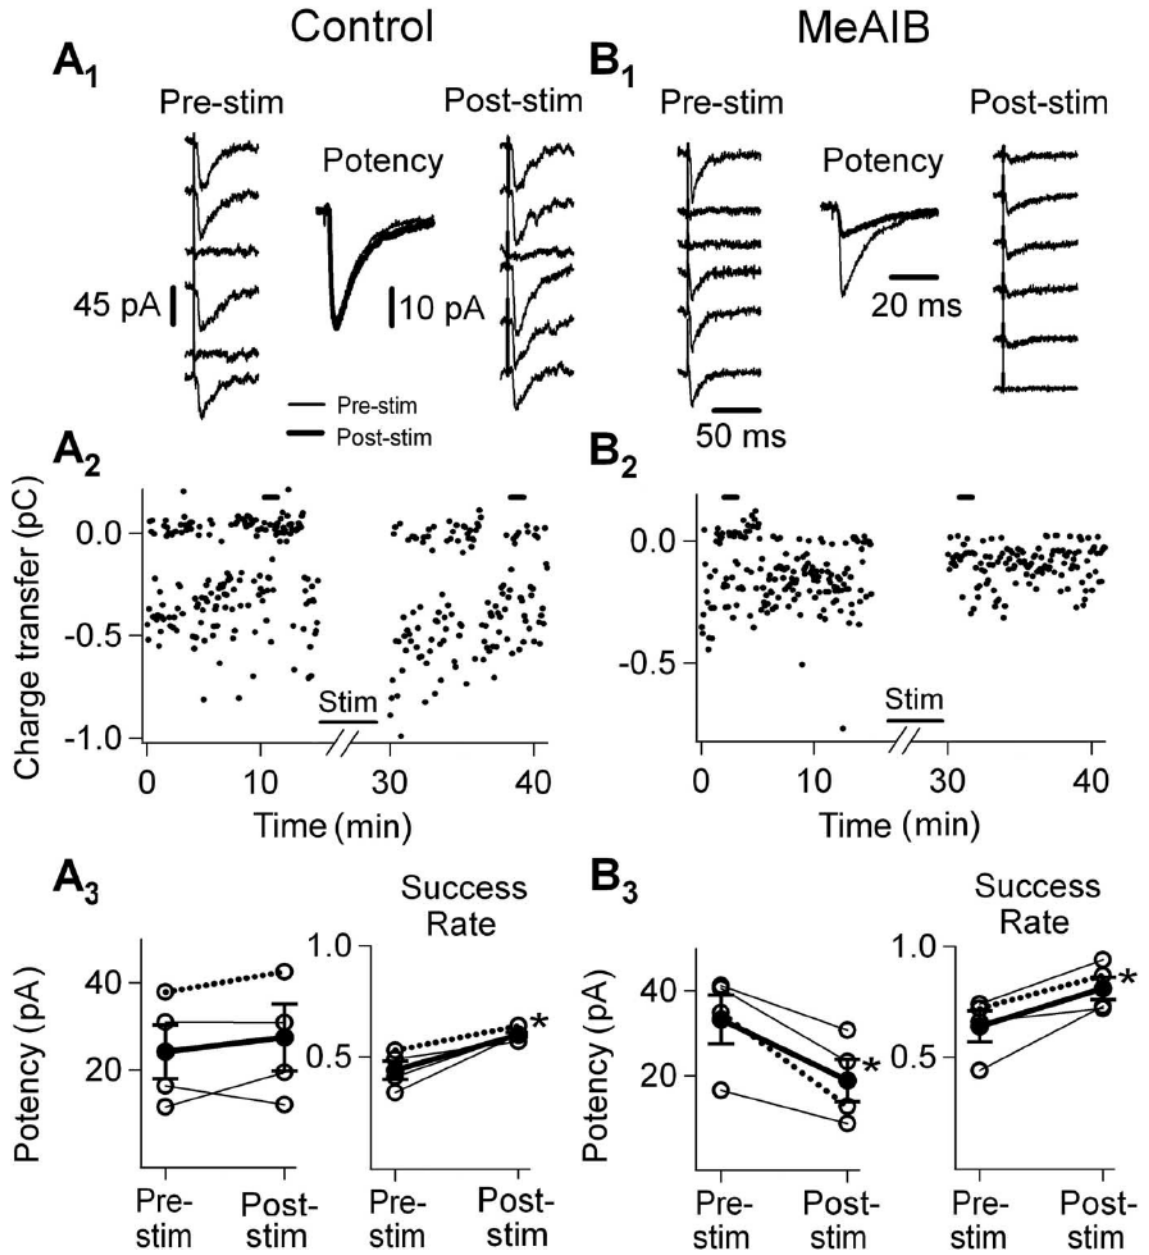 Control
MeAIB
A1
B1
Pre-stim
Post-stim
Pre-stim
Post-stim
Potency
Potency
45 pA
10 pA
20 ms
Pre-stim
Post-stim
50 ms
A2
B2
Charge transfer (pC)
0.0
-0.5
-1.0
Stim
0
10
30
40
Time (min)
0.0
-0.5
Stim
0
10
30
40
Time (min)
A3
B3
Success
Rate
Success
Rate
Potency (pA)
40
20
1.0
0.5
*
Pre-
stim
Post-
stim
Pre-
stim
Post-
stim
Potency (pA)
40
20
*
1.0
0.5
*
Pre-
stim
Post-
stim
Pre-
stim
Post-
stim